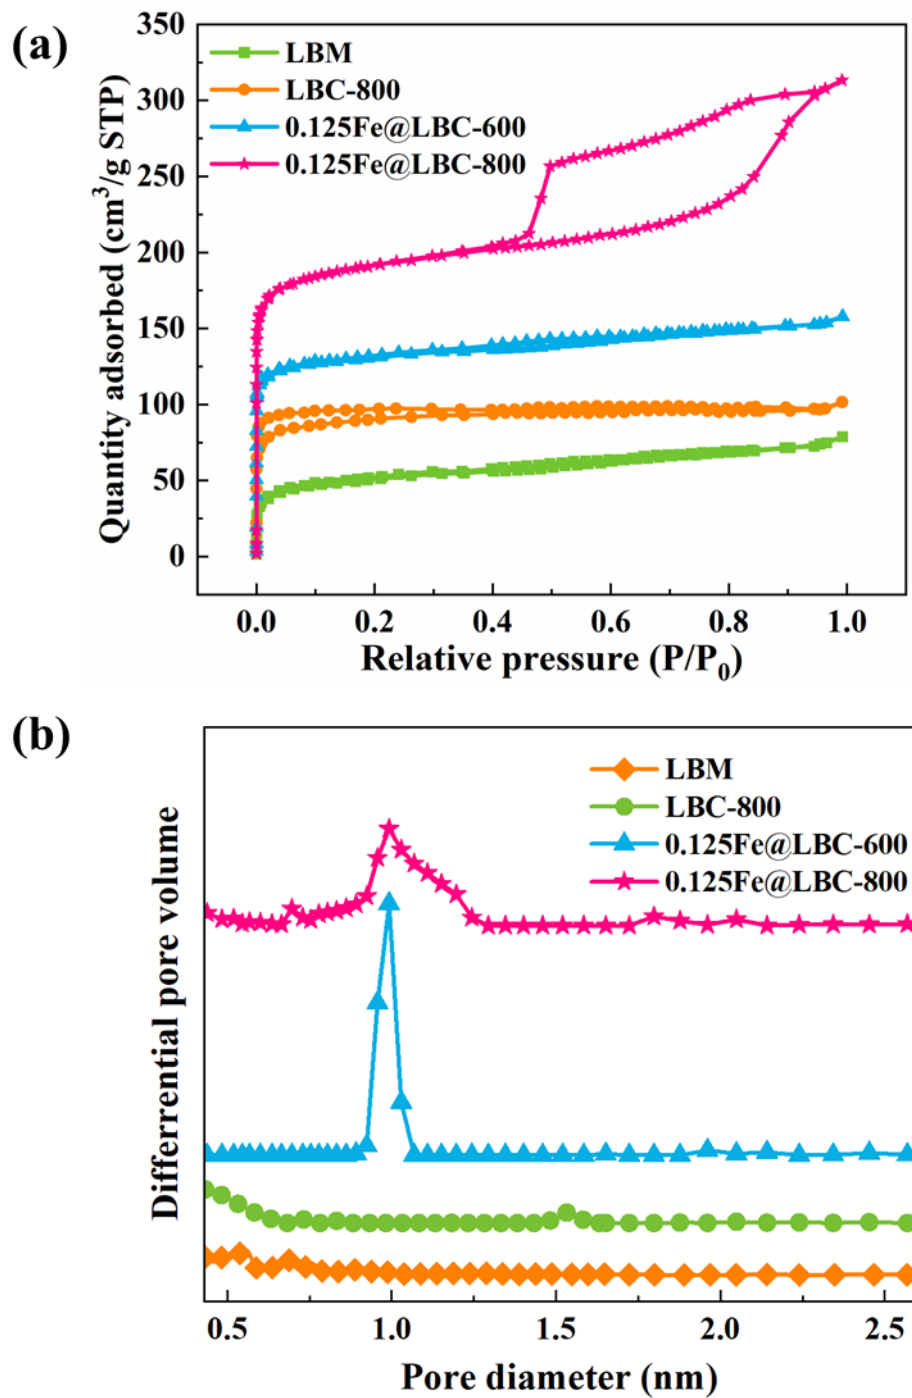 (a)
350
300
250
200
150
100
50
0
Quantity adsorbed (cm³/g STP)
LBM
LBC-800
0.125Fe@LBC-600
0.125Fe@LBC-800
0.0 0.2 0.4 0.6 0.8 1.0
Relative pressure (P/P₀)
(b)
Differential pore volume
LBM
LBC-800
0.125Fe@LBC-600
0.125Fe@LBC-800
0.5 1.0 1.5 2.0 2.5
Pore diameter (nm)